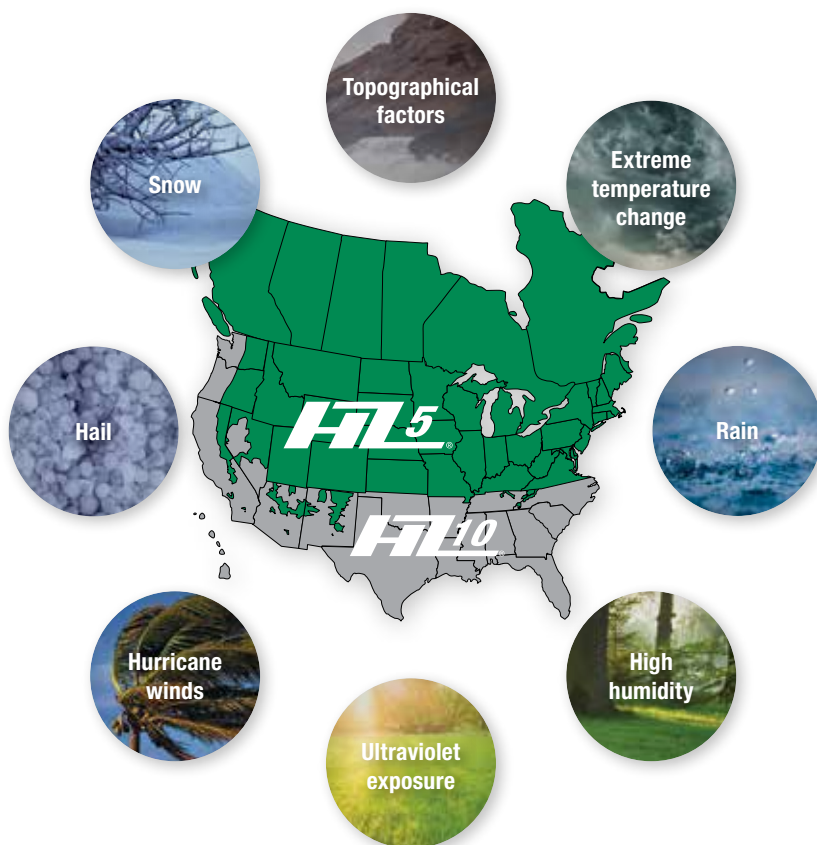 Topographical
factors
Snow
Extreme
temperature
change
HZ5®
Hail
Rain
HZ10®
Hurricane
winds
High
humidity
Ultraviolet
exposure